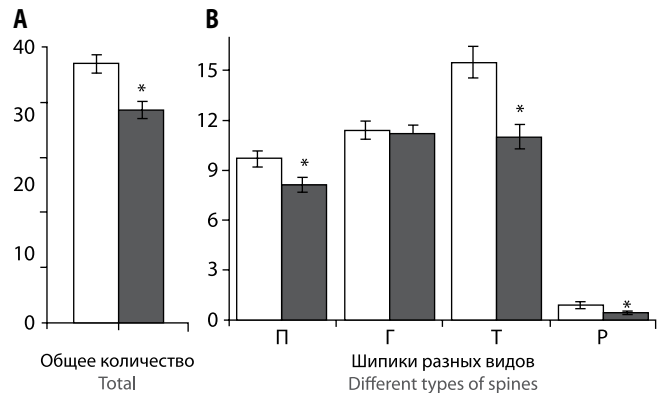 A
B
40
30
20
10
0
15
12
9
6
3
0
*
*
*
*
П Г Т Р
Общее количество
Total
Шипики разных видов
Different types of spines